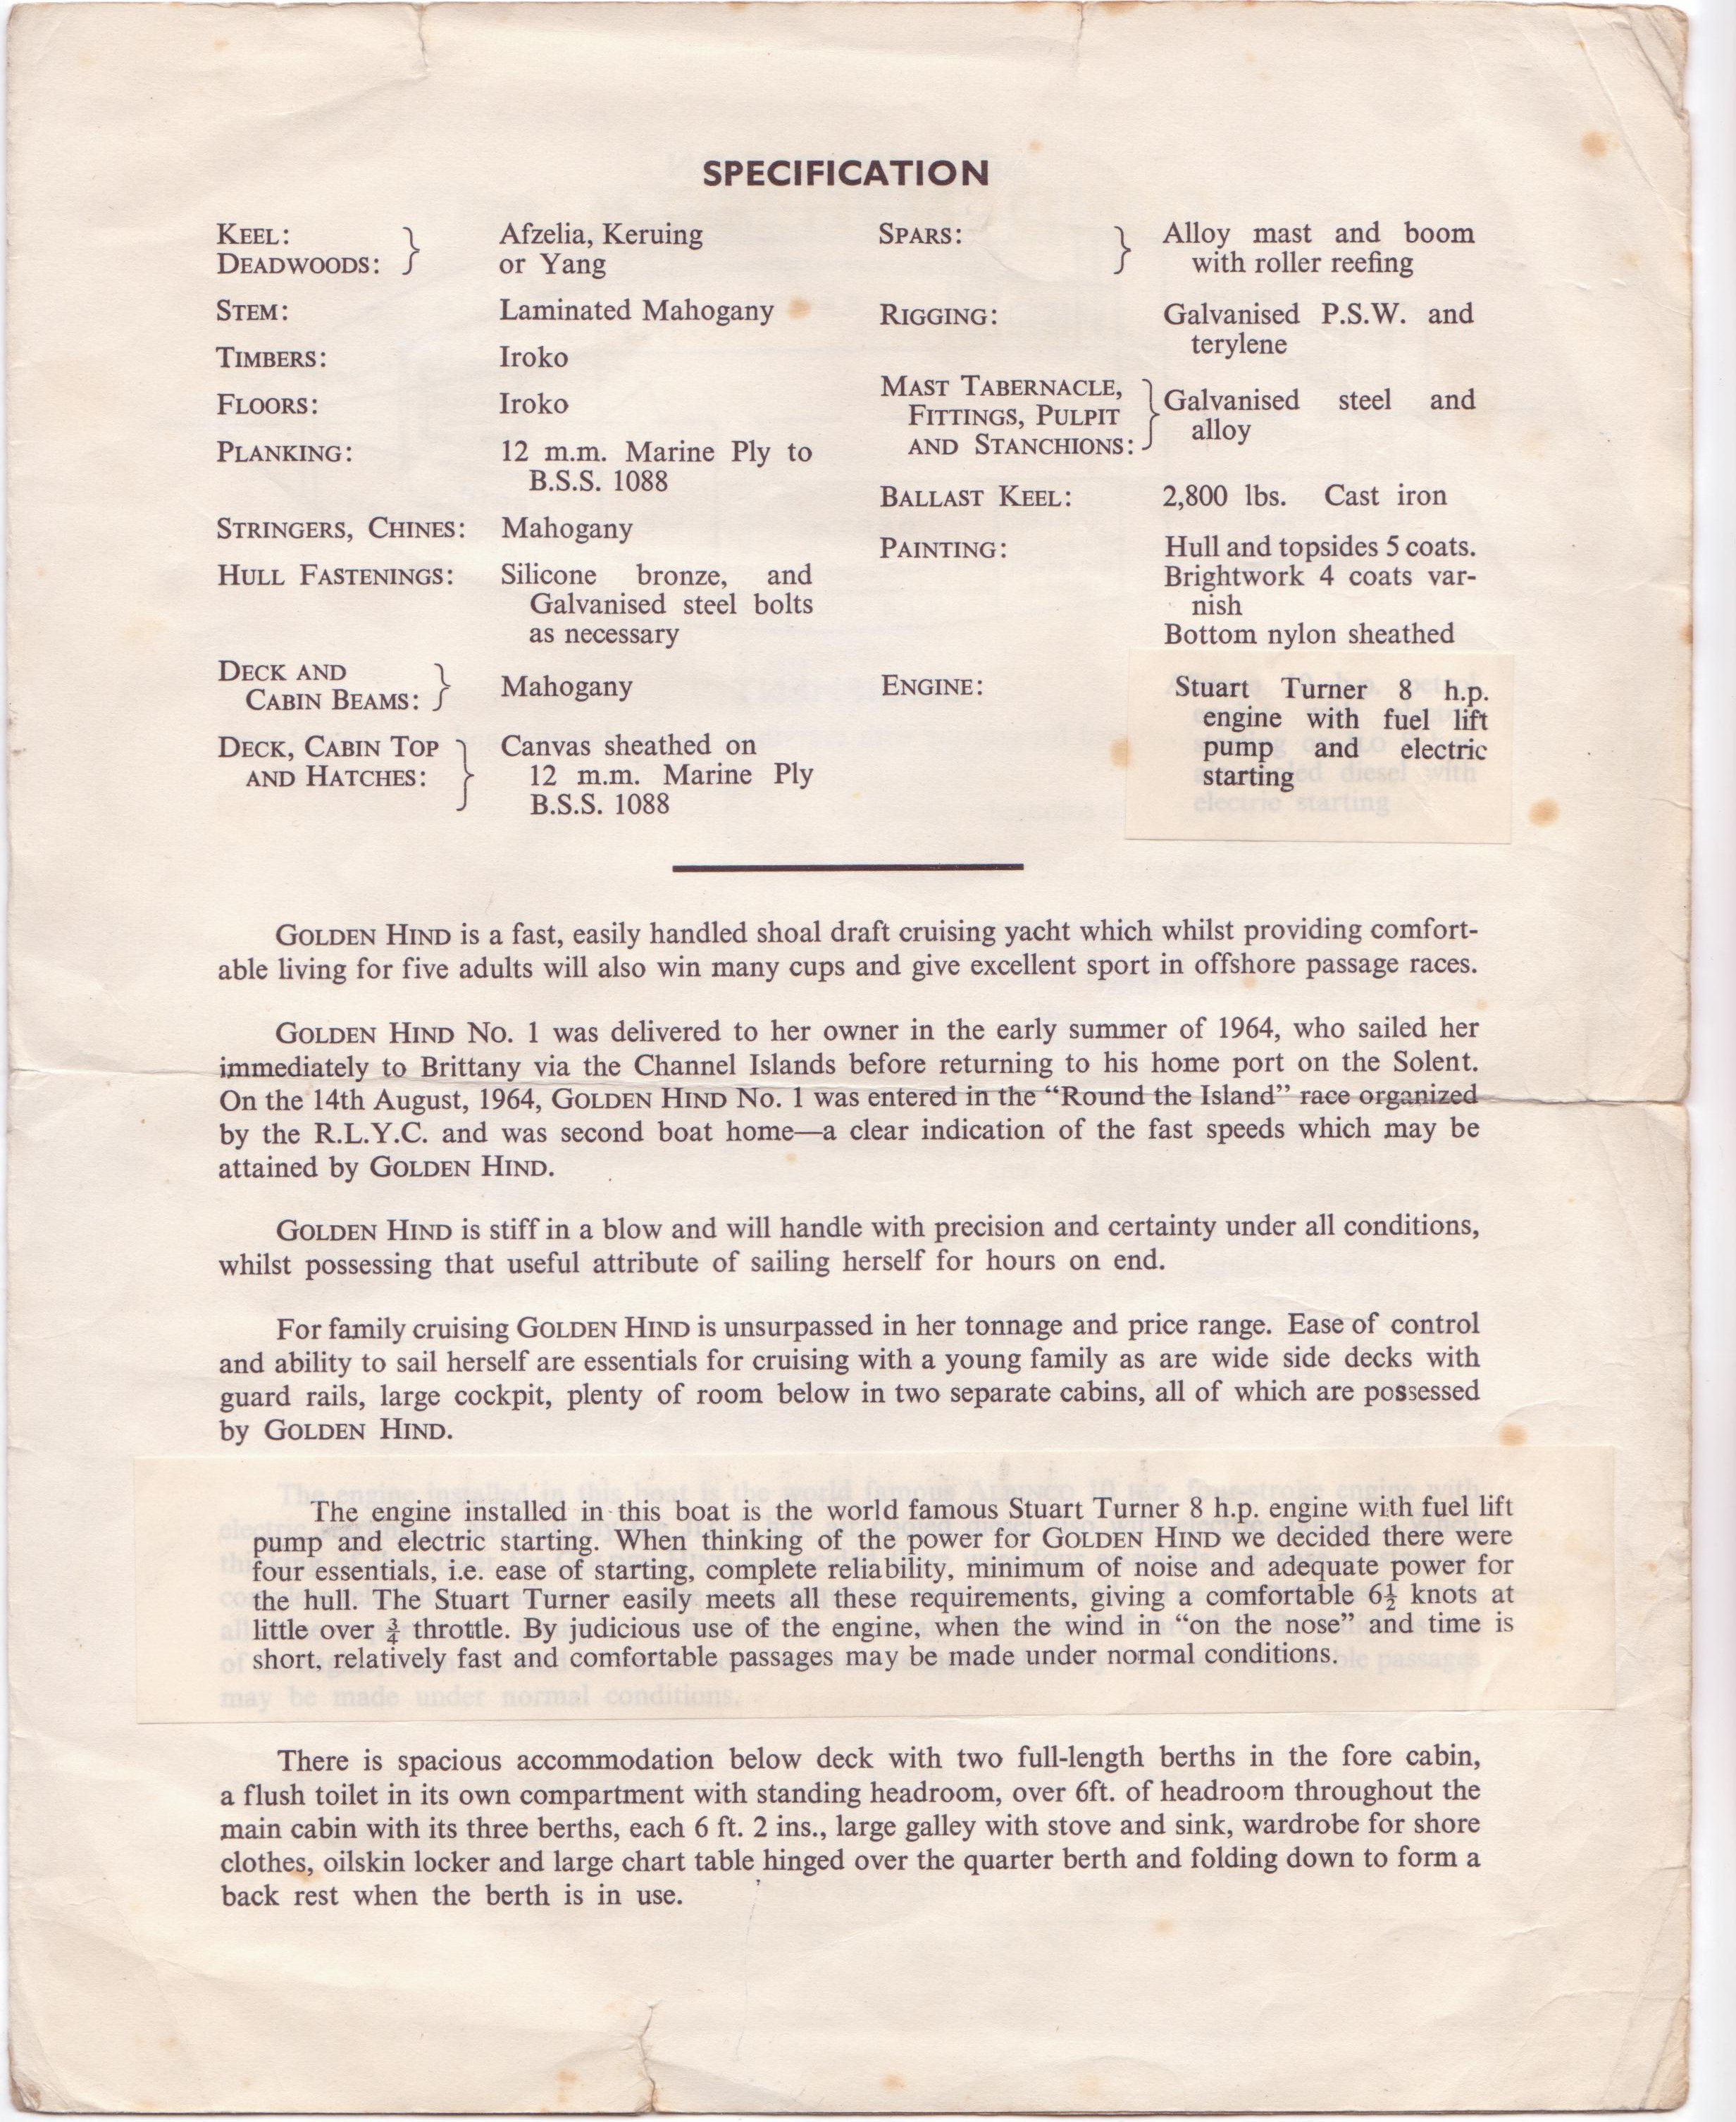 SPECIFICATION
KEEL:
DEADWOODS:
Afzelia, Keruing
or Yang
STEM: Laminated Mahogany
TIMBERS: Iroko
FLOORS: Iroko
PLANKING: 12 m.m. Marine Ply to
B.S.S. 1088
STRINGERS, CHINES: Mahogany
HULL FASTENINGS: Silicone bronze, and
Galvanised steel bolts
as necessary
DECK AND
CABIN BEAMS:
Mahogany
DECK, CABIN TOP
AND HATCHES:
Canvas sheathed on
12 m.m. Marine Ply
B.S.S. 1088
SPARS: Alloy mast and boom
with roller reefing
RIGGING: Galvanised P.S.W. and
terylene
MAST TABERNACLE,
FITTINGS, PULPIT
AND STANCHIONS:
Galvanised steel and
alloy
BALLAST KEEL: 2,800 lbs. Cast iron
PAINTING: Hull and topsides 5 coats.
Brightwork 4 coats var-
nish
Bottom nylon sheathed
ENGINE: Stuart Turner 8 h.p.
engine with fuel lift
pump and electric
starting
electric starting
GOLDEN HIND is a fast, easily handled shoal draft cruising yacht which whilst providing comfort-
able living for five adults will also win many cups and give excellent sport in offshore passage races.
GOLDEN HIND NO. 1 was delivered to her owner in the early summer of 1964, who sailed her
immediately to Brittany via the Channel Islands before returning to his home port on the Solent.
On the 14th August, 1964, GOLDEN HIND NO. 1 was entered in the "Round the Island" race organized
by the R.L.Y.C. and was second boat home—a clear indication of the fast speeds which may be
attained by GOLDEN HIND.
GOLDEN HIND is stiff in a blow and will handle with precision and certainty under all conditions,
whilst possessing that useful attribute of sailing herself for hours on end.
For family cruising GOLDEN HIND is unsurpassed in her tonnage and price range. Ease of control
and ability to sail herself are essentials for cruising with a young family as are wide side decks with
guard rails, large cockpit, plenty of room below in two separate cabins, all of which are possessed
by GOLDEN HIND.
The engine installed in this boat is the world famous Stuart Turner 8 h.p. engine with fuel lift
pump and electric starting. When thinking of the power for GOLDEN HIND we decided there were
four essentials, i.e. ease of starting, complete reliability, minimum of noise and adequate power for
the hull. The Stuart Turner easily meets all these requirements, giving a comfortable 6½ knots at
little over ¾ throttle. By judicious use of the engine, when the wind in "on the nose" and time is
short, relatively fast and comfortable passages may be made under normal conditions.
may be made under normal conditions.
There is spacious accommodation below deck with two full-length berths in the fore cabin,
a flush toilet in its own compartment with standing headroom, over 6ft. of headroom throughout the
main cabin with its three berths, each 6 ft. 2 ins., large galley with stove and sink, wardrobe for shore
clothes, oilskin locker and large chart table hinged over the quarter berth and folding down to form a
back rest when the berth is in use.